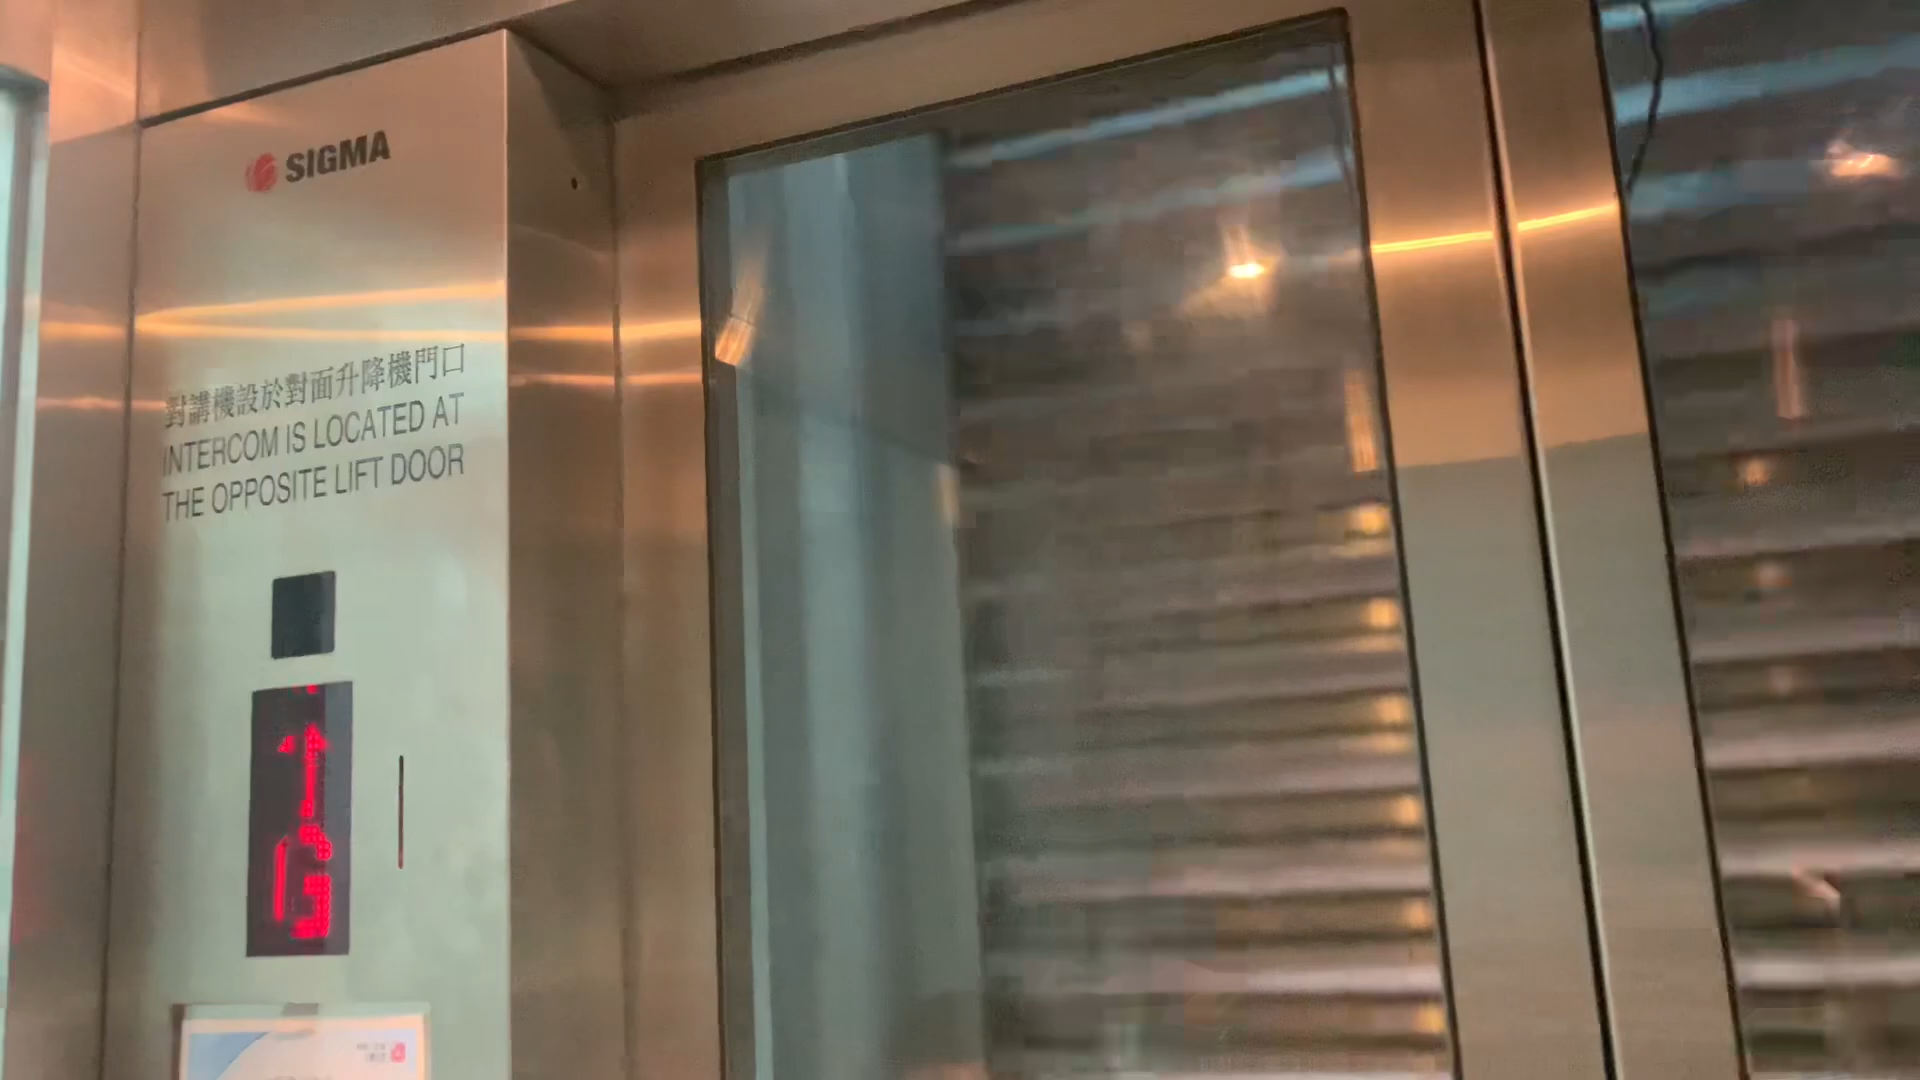 SIGMA
對講機設於對面升降機門口
INTERCOM IS LOCATED AT
THE OPPOSITE LIFT DOOR
G